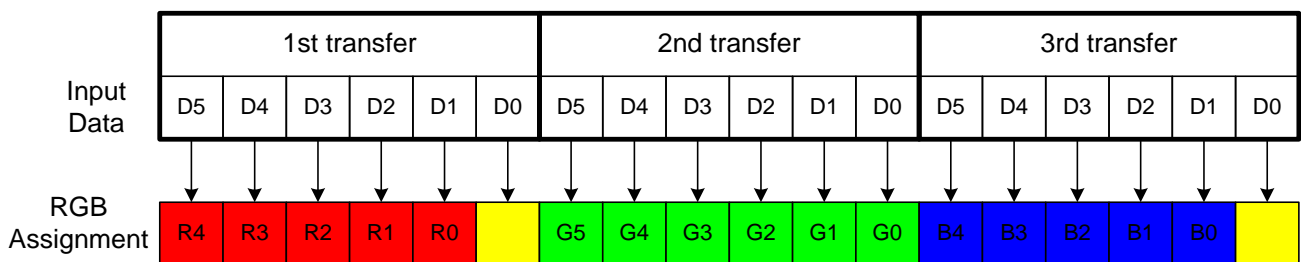 1st transfer 2nd transfer 3rd transfer
Input
Data
D5 D4 D3 D2 D1 D0 D5 D4 D3 D2 D1 D0 D5 D4 D3 D2 D1 D0
RGB
Assignment
R4 R3 R2 R1 R0 G5 G4 G3 G2 G1 G0 B4 B3 B2 B1 B0